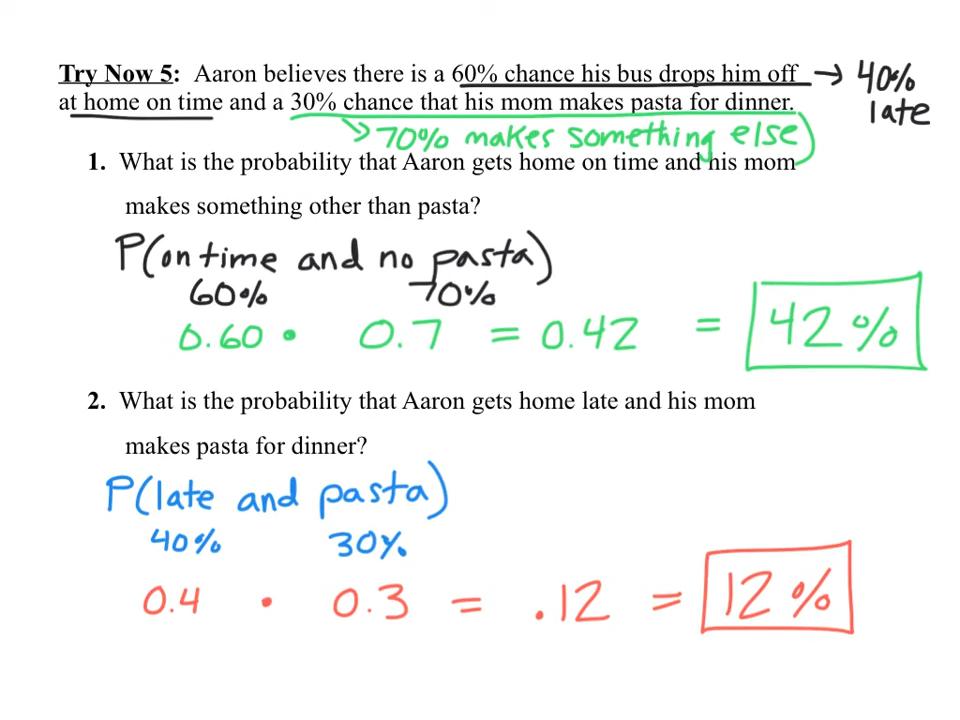 Try Now 5: Aaron believes there is a 60% chance his bus drops him off → 40%
at home on time and a 30% chance that his mom makes pasta for dinner. late
↳ 70% makes something else)
1. What is the probability that Aaron gets home on time and his mom
makes something other than pasta?
P(on time and no pasta)
60% 70%
0.60 • 0.7 = 0.42 = 42%
2. What is the probability that Aaron gets home late and his mom
makes pasta for dinner?
P(late and pasta)
40% 30%
0.4 • 0.3 = .12 = 12%